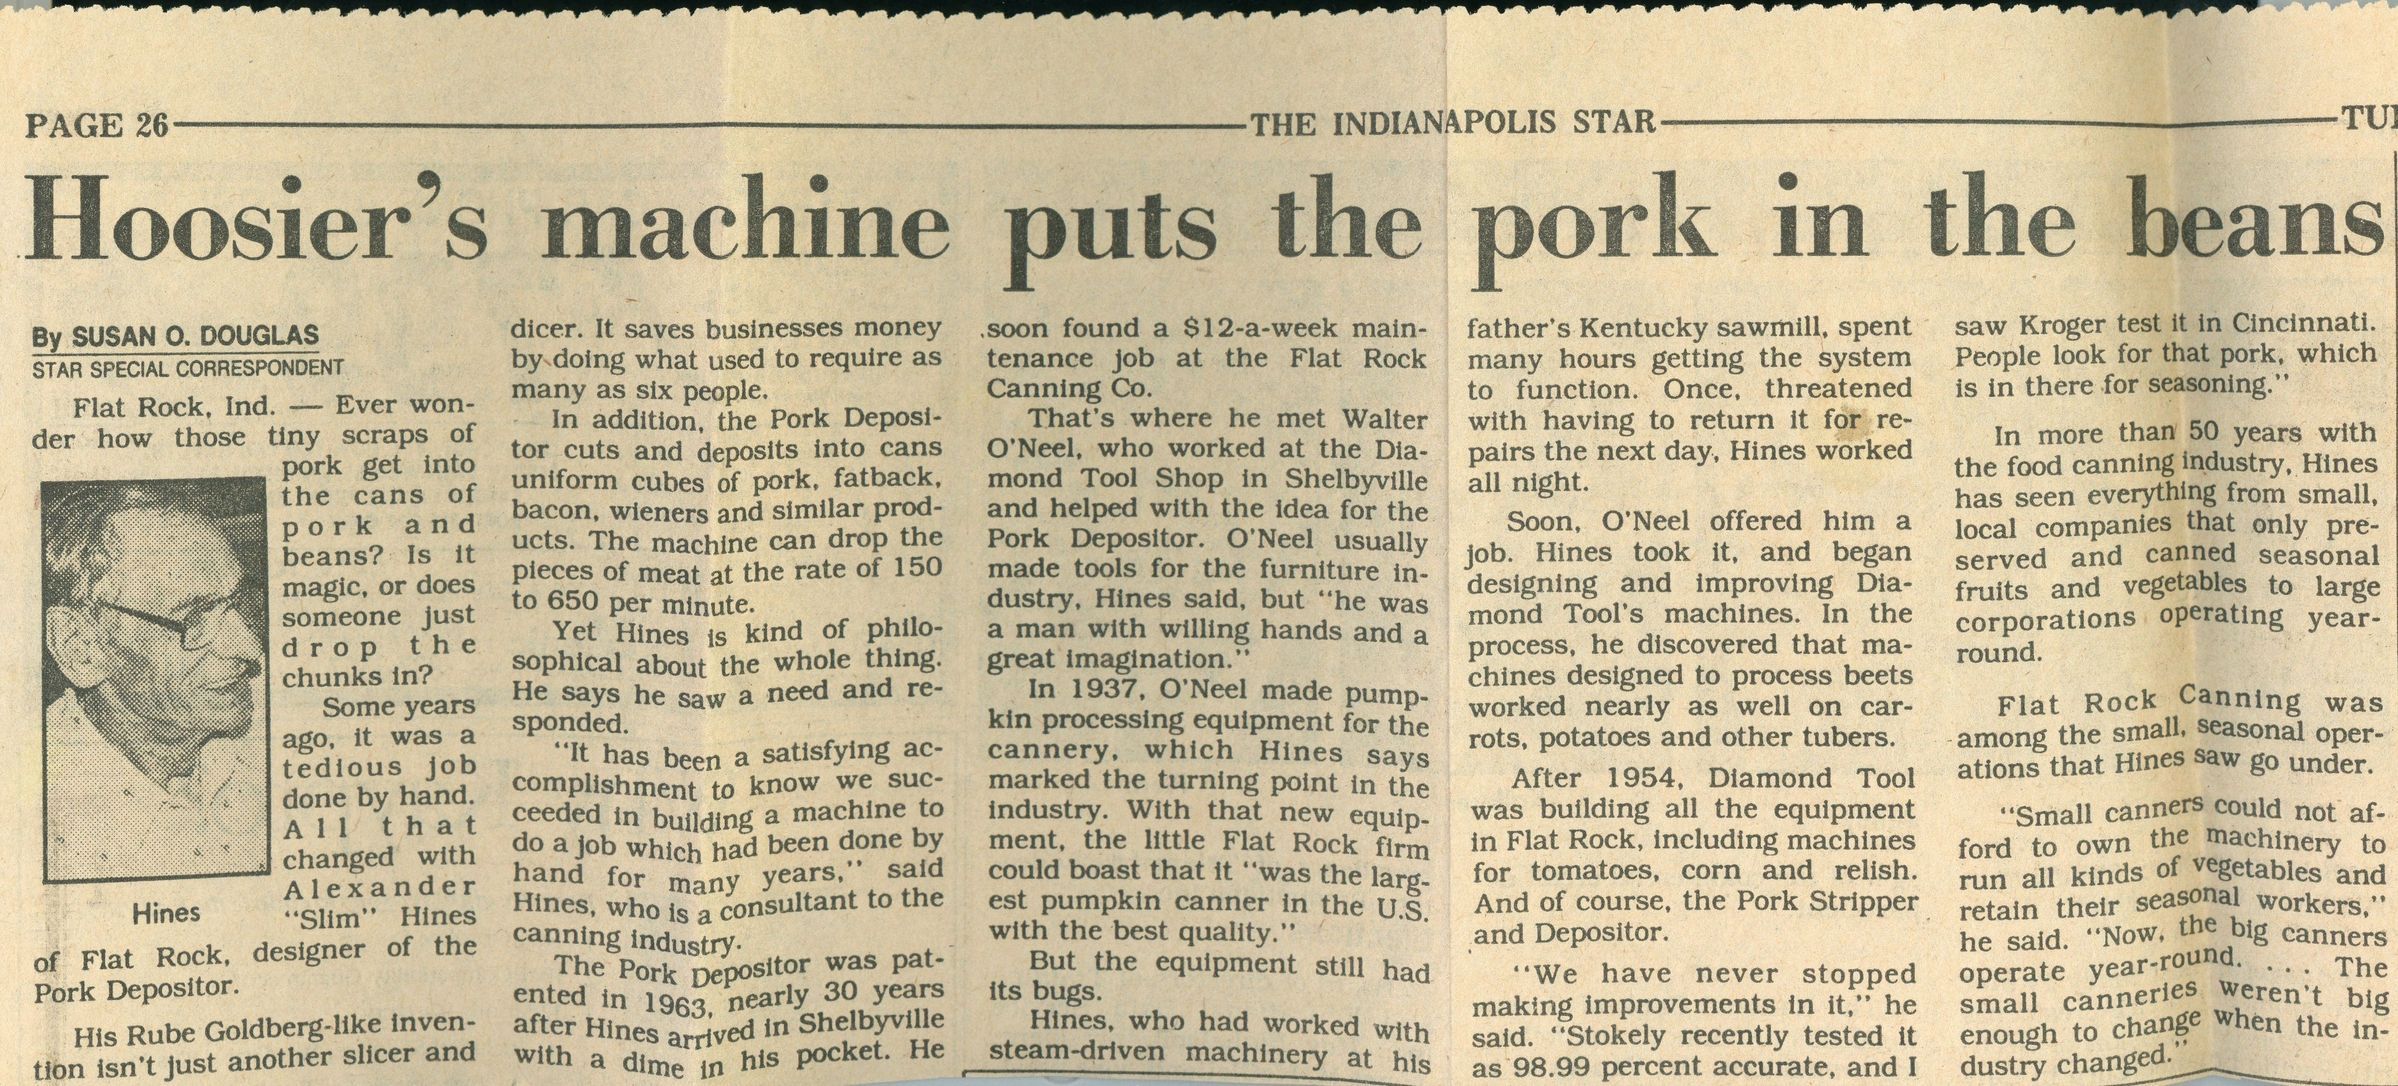 PAGE 26
THE INDIANAPOLIS STAR
Hoosier's machine puts the pork in the beans
By SUSAN O. DOUGLAS
STAR SPECIAL CORRESPONDENT
Flat Rock, Ind. — Ever won-
der how those tiny scraps of
pork get into
the cans of
pork and
beans? Is it
magic, or does
someone just
drop the
chunks in?
Some years
ago, it was a
tedious job
done by hand.
All that
changed with
Alexander
"Slim" Hines
Hines
of Flat Rock, designer of the
Pork Depositor.
His Rube Goldberg-like inven-
tion isn't just another slicer and
dicer. It saves businesses money
by doing what used to require as
many as six people.
In addition, the Pork Deposi-
tor cuts and deposits into cans
uniform cubes of pork, fatback,
bacon, wieners and similar prod-
ucts. The machine can drop the
pieces of meat at the rate of 150
to 650 per minute.
Yet Hines is kind of philo-
sophical about the whole thing.
He says he saw a need and re-
sponded.
"It has been a satisfying ac-
complishment to know we suc-
ceeded in building a machine to
do a job which had been done by
hand for many years," said
Hines, who is a consultant to the
canning industry.
The Pork Depositor was pat-
ented in 1963, nearly 30 years
after Hines arrived in Shelbyville
with a dime in his pocket. He
soon found a $12-a-week main-
tenance job at the Flat Rock
Canning Co.
That's where he met Walter
O'Neel, who worked at the Dia-
mond Tool Shop in Shelbyville
and helped with the idea for the
Pork Depositor. O'Neel usually
made tools for the furniture in-
dustry, Hines said, but "he was
a man with willing hands and a
great imagination."
In 1937, O'Neel made pump-
kin processing equipment for the
cannery, which Hines says
marked the turning point in the
industry. With that new equip-
ment, the little Flat Rock firm
could boast that it "was the larg-
est pumpkin canner in the U.S.
with the best quality."
But the equipment still had
its bugs.
Hines, who had worked with
steam-driven machinery at his
father's Kentucky sawmill, spent
many hours getting the system
to function. Once, threatened
with having to return it for re-
pairs the next day, Hines worked
all night.
Soon, O'Neel offered him a
job. Hines took it, and began
designing and improving Dia-
mond Tool's machines. In the
process, he discovered that ma-
chines designed to process beets
worked nearly as well on car-
rots, potatoes and other tubers.
After 1954, Diamond Tool
was building all the equipment
in Flat Rock, including machines
for tomatoes, corn and relish.
And of course, the Pork Stripper
and Depositor.
"We have never stopped
making improvements in it," he
said. "Stokely recently tested it
as 98.99 percent accurate, and I
saw Kroger test it in Cincinnati.
People look for that pork, which
is in there for seasoning."
In more than 50 years with
the food canning industry, Hines
has seen everything from small,
local companies that only pre-
served and canned seasonal
fruits and vegetables to large
corporations operating year-
round.
Flat Rock Canning was
among the small, seasonal oper-
ations that Hines saw go under.
"Small canners could not af-
ford to own the machinery to
run all kinds of vegetables and
retain their seasonal workers,"
he said. "Now, the big canners
operate year-round. . . . The
small canneries weren't big
enough to change when the in-
dustry changed."